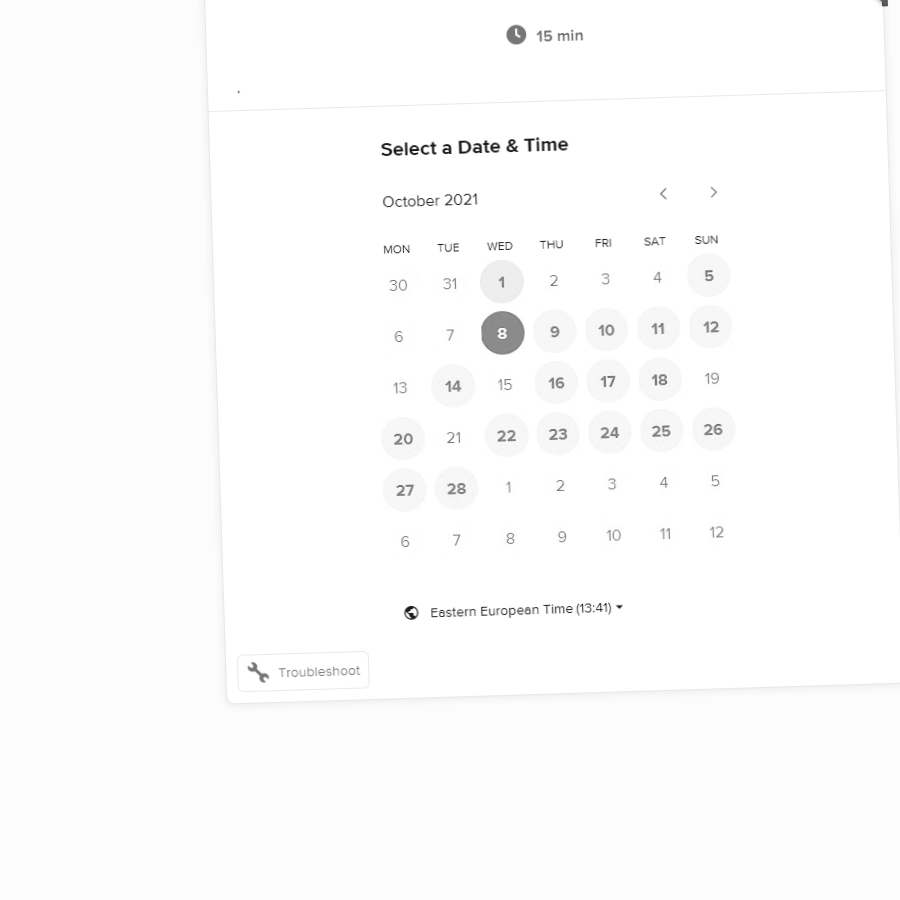 15 min
.
Select a Date & Time
October 2021
MON TUE WED THU FRI SAT SUN
30 31 1 2 3 4 5
6 7 8 9 10 11 12
13 14 15 16 17 18 19
20 21 22 23 24 25 26
27 28 1 2 3 4 5
6 7 8 9 10 11 12
Eastern European Time (13:41)
Troubleshoot